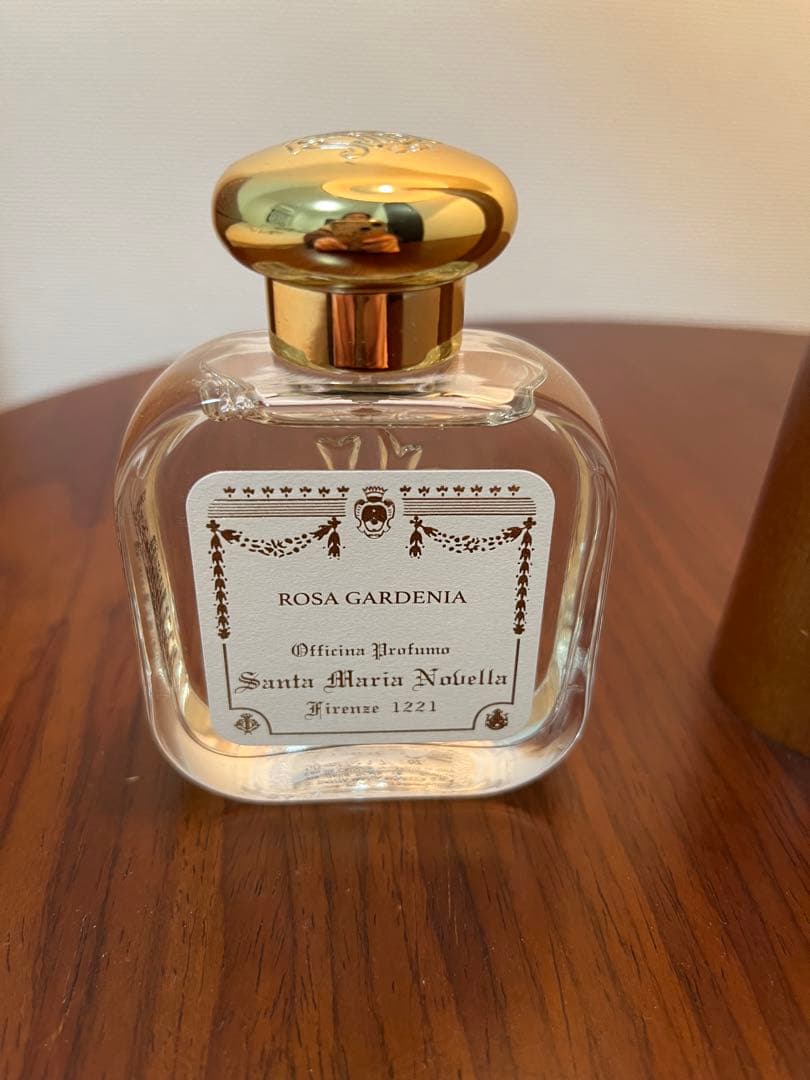 ROSA GARDENIA
Officina Profumo
Santa Maria Novella
Firenze 1221